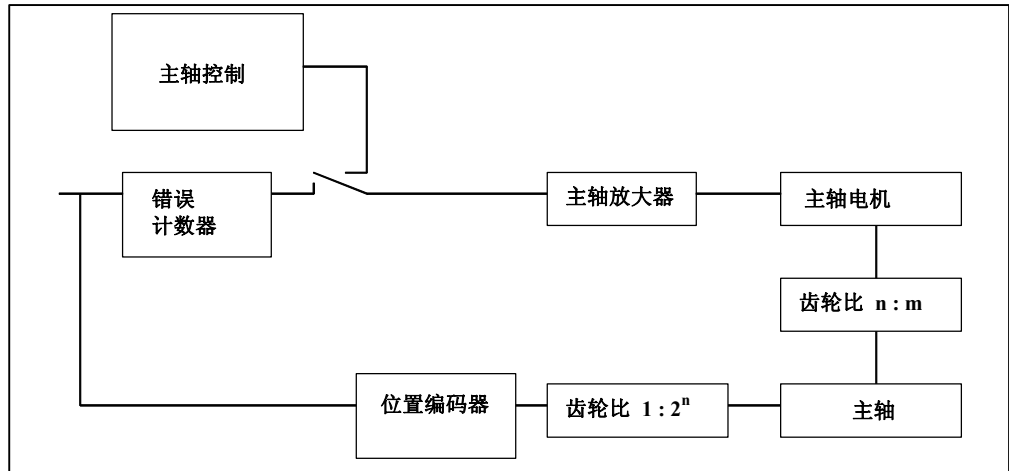 主轴控制
错误
计数器
主轴放大器
主轴电机
齿轮比 n : m
位置编码器
齿轮比 1 : 2ⁿ
主轴